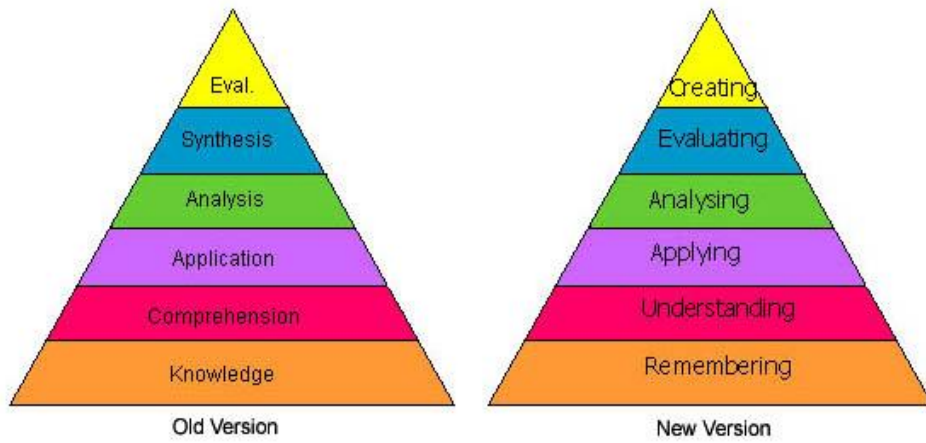 Eval.
Synthesis
Analysis
Application
Comprehension
Knowledge
Old Version
Creating
Evaluating
Analysing
Applying
Understanding
Remembering
New Version